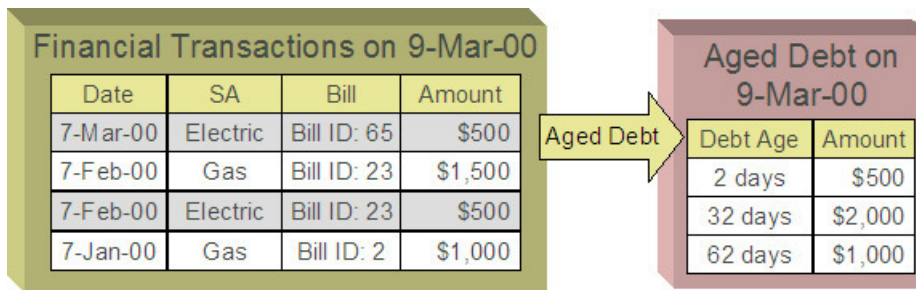 Financial Transactions on 9-Mar-00
Date SA Bill Amount
7-Mar-00 Electric Bill ID: 65 $500
7-Feb-00 Gas Bill ID: 23 $1,500
7-Feb-00 Electric Bill ID: 23 $500
7-Jan-00 Gas Bill ID: 2 $1,000
Aged Debt
Aged Debt on
9-Mar-00
Debt Age Amount
2 days $500
32 days $2,000
62 days $1,000